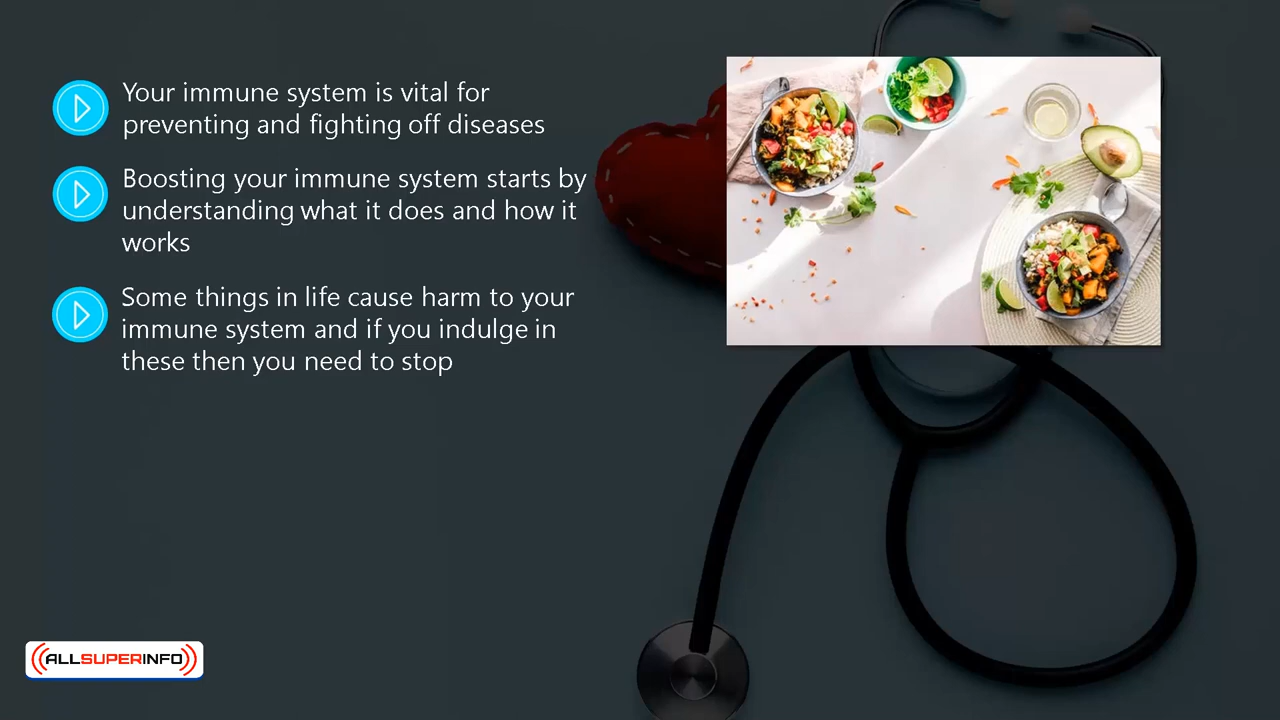 Your immune system is vital for
preventing and fighting off diseases
Boosting your immune system starts by
understanding what it does and how it
works
Some things in life cause harm to your
immune system and if you indulge in
these then you need to stop
ALLSUPERINFO